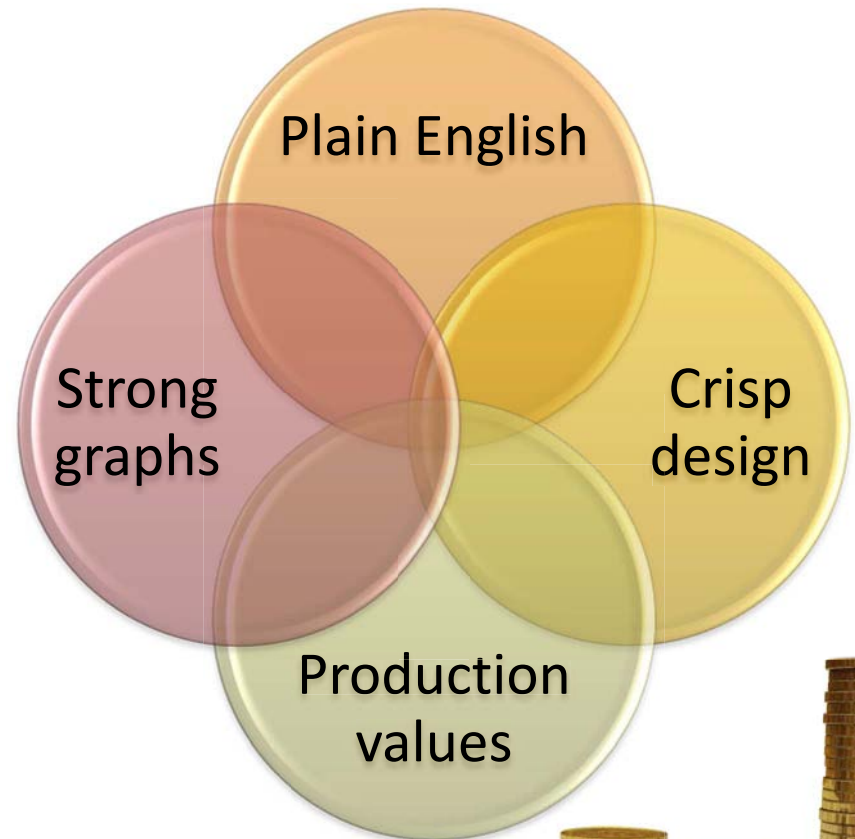 Plain English
Strong
graphs
Crisp
design
Production
values